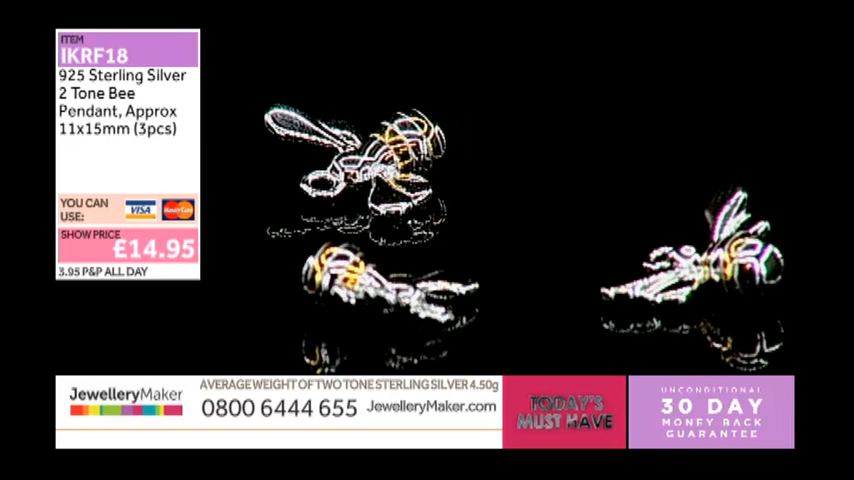 ITEM
IKRF18
925 Sterling Silver
2 Tone Bee
Pendant, Approx
11x15mm (3pcs)
YOU CAN
USE:
VISA
MasterCard
SHOW PRICE
£14.95
3.95 P&P ALL DAY
JewelleryMaker
AVERAGE WEIGHT OF TWO TONE STERLING SILVER 4.50g
0800 6444 655
JewelleryMaker.com
TODAY'S
MUST HAVE
UNCONDITIONAL
30 DAY
MONEY BACK
GUARANTEE